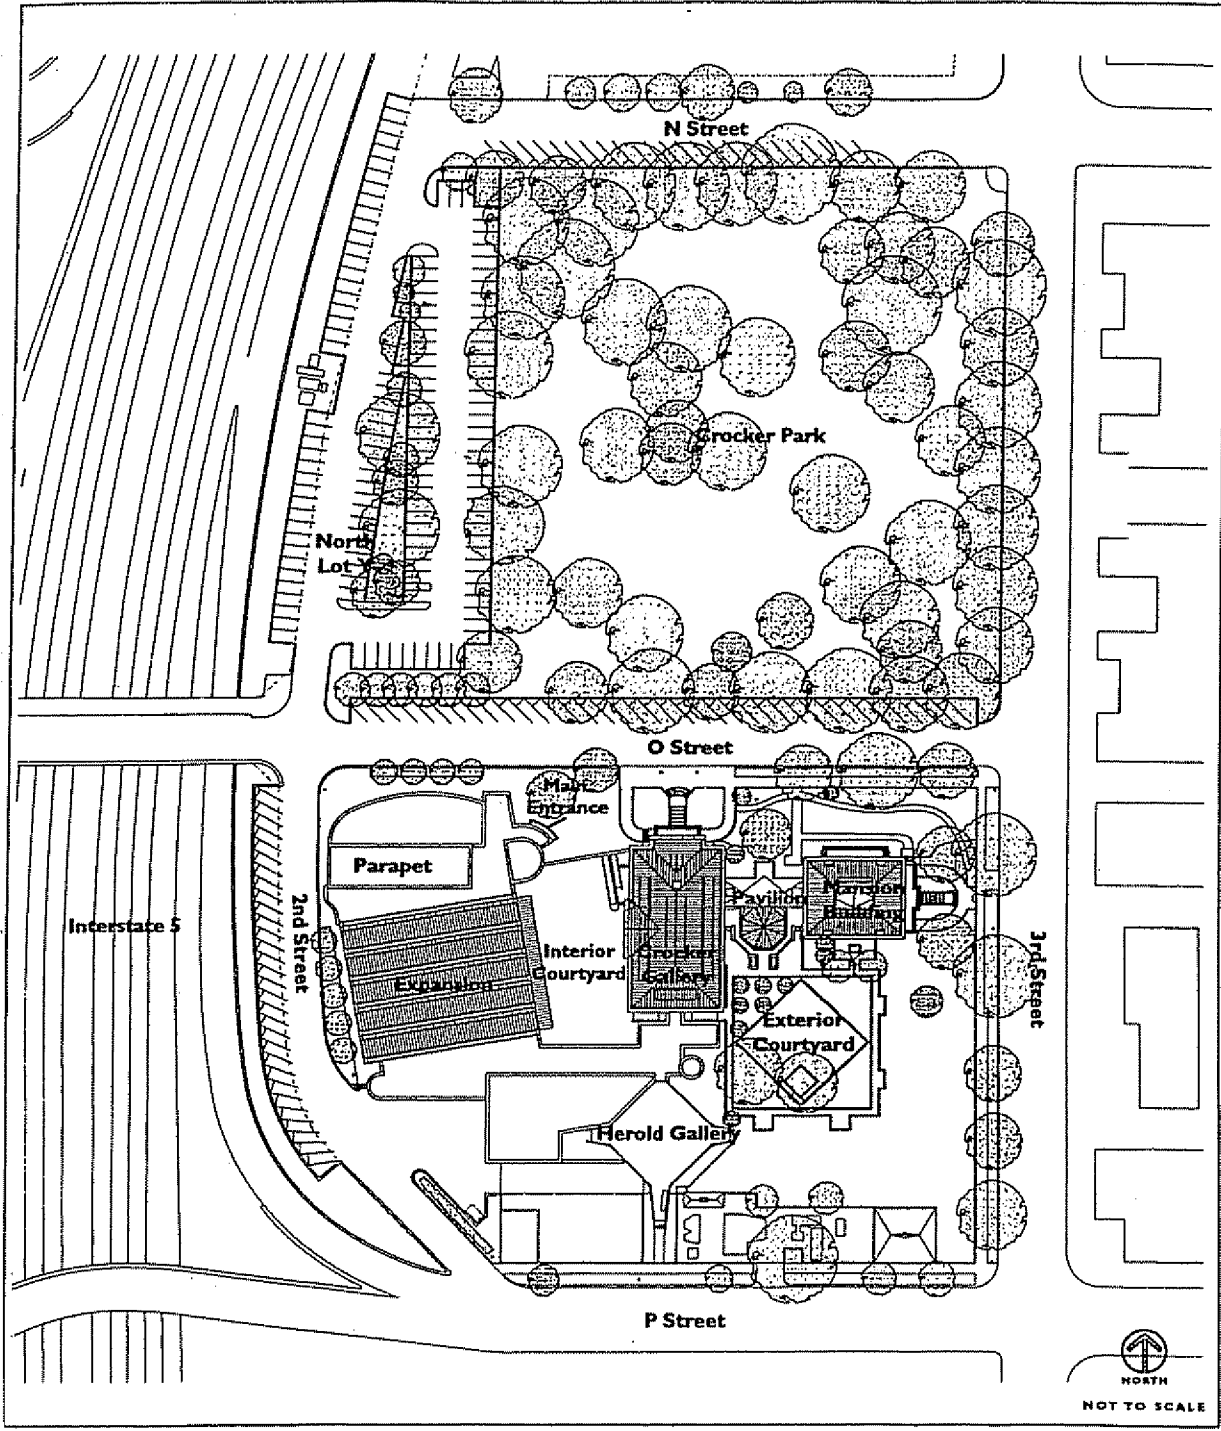 N Street
Crocker Park
North
Lot
O Street
Main
Entrance
Parapet
Pavilion
Mansion
Building
Interstate 5
2nd Street
Interior
Courtyard
Crocker
Gallery
Expansion
3rd Street
Exterior
Courtyard
Herold Gallery
P Street
NORTH
NOT TO SCALE